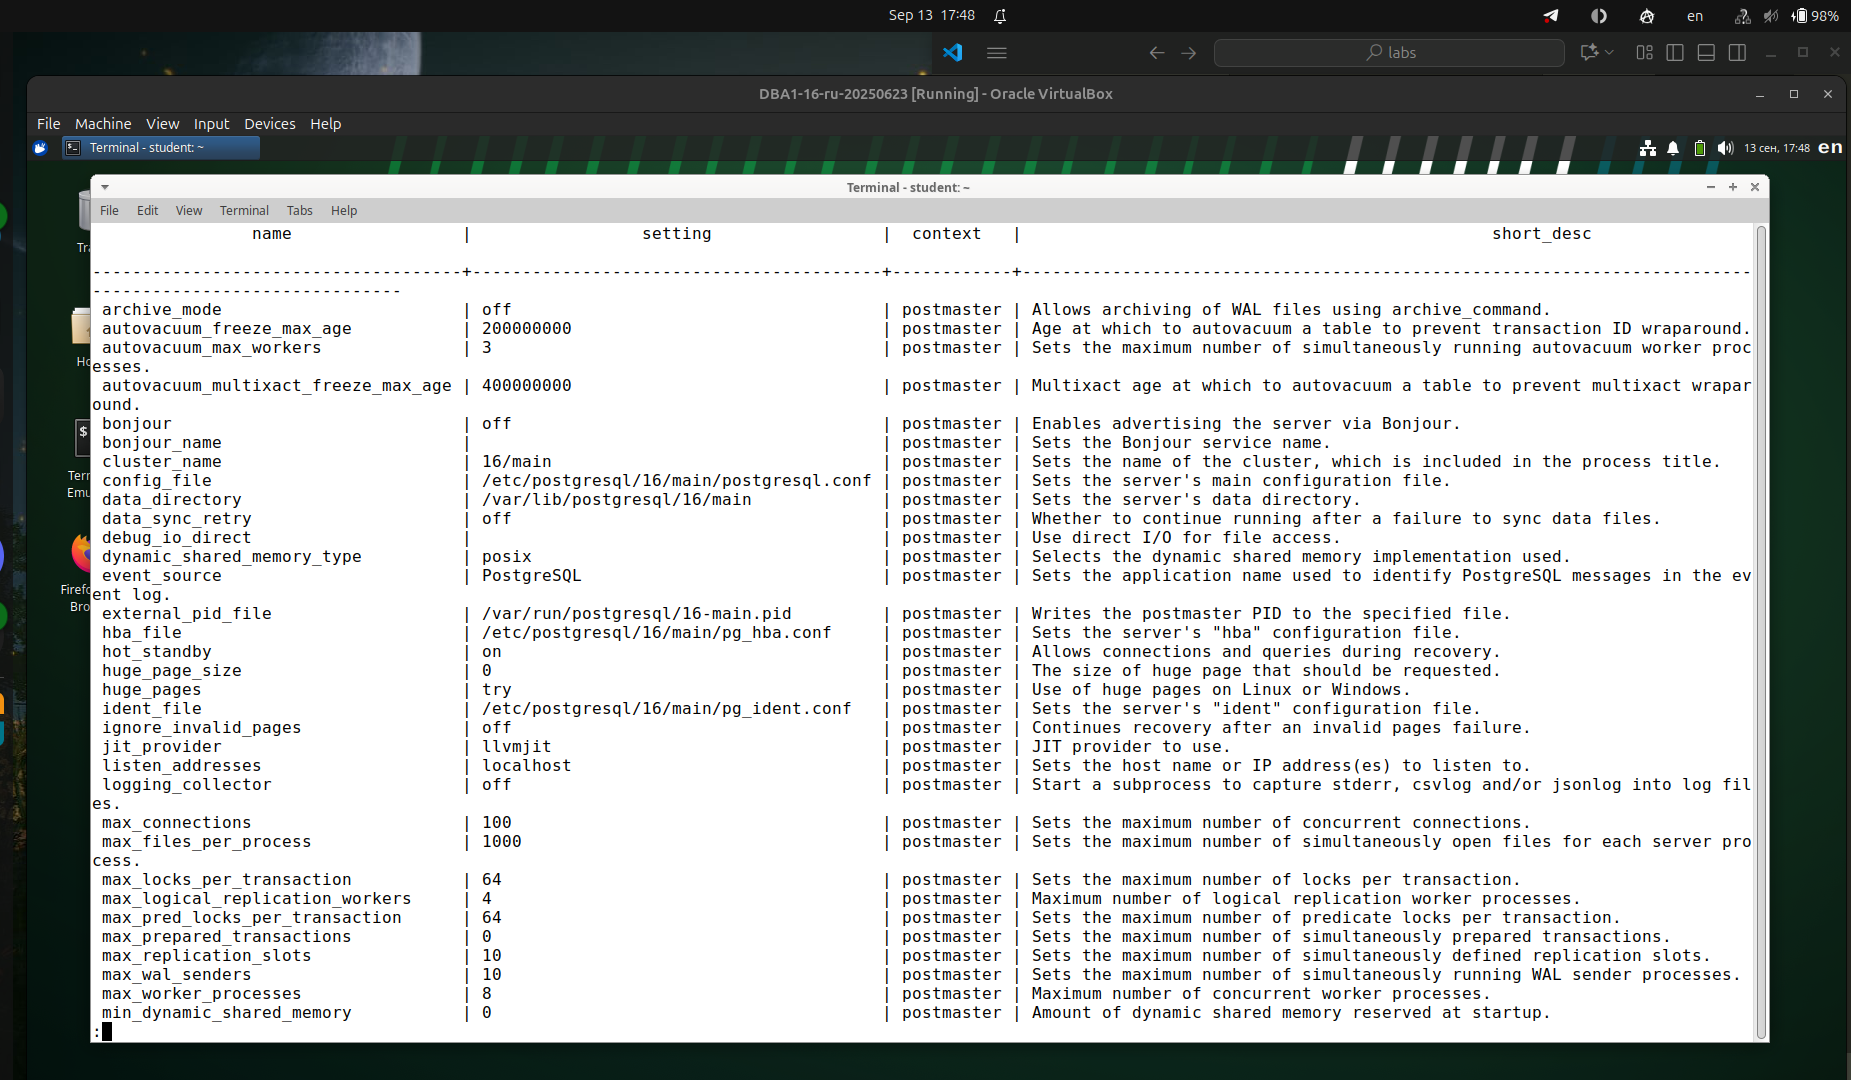 Sep 13 17:48
en
98%
labs
DBA1-16-ru-20250623 [Running] - Oracle VirtualBox
File Machine View Input Devices Help
Terminal - student: ~
13 сен, 17:48 en
Terminal - student: ~
File Edit View Terminal Tabs Help
name | setting | context | short_desc
-------------------------------------+-----------------------------------------+------------+-------------------------------------------------------------------------
-------------------------------
archive_mode | off | postmaster | Allows archiving of WAL files using archive_command.
autovacuum_freeze_max_age | 200000000 | postmaster | Age at which to autovacuum a table to prevent transaction ID wraparound.
autovacuum_max_workers | 3 | postmaster | Sets the maximum number of simultaneously running autovacuum worker proc
esses.
autovacuum_multixact_freeze_max_age | 400000000 | postmaster | Multixact age at which to autovacuum a table to prevent multixact wrapar
ound.
bonjour | off | postmaster | Enables advertising the server via Bonjour.
bonjour_name | | postmaster | Sets the Bonjour service name.
cluster_name | 16/main | postmaster | Sets the name of the cluster, which is included in the process title.
config_file | /etc/postgresql/16/main/postgresql.conf | postmaster | Sets the server's main configuration file.
data_directory | /var/lib/postgresql/16/main | postmaster | Sets the server's data directory.
data_sync_retry | off | postmaster | Whether to continue running after a failure to sync data files.
debug_io_direct | | postmaster | Use direct I/O for file access.
dynamic_shared_memory_type | posix | postmaster | Selects the dynamic shared memory implementation used.
event_source | PostgreSQL | postmaster | Sets the application name used to identify PostgreSQL messages in the ev
ent log.
external_pid_file | /var/run/postgresql/16-main.pid | postmaster | Writes the postmaster PID to the specified file.
hba_file | /etc/postgresql/16/main/pg_hba.conf | postmaster | Sets the server's "hba" configuration file.
hot_standby | on | postmaster | Allows connections and queries during recovery.
huge_page_size | 0 | postmaster | The size of huge page that should be requested.
huge_pages | try | postmaster | Use of huge pages on Linux or Windows.
ident_file | /etc/postgresql/16/main/pg_ident.conf | postmaster | Sets the server's "ident" configuration file.
ignore_invalid_pages | off | postmaster | Continues recovery after an invalid pages failure.
jit_provider | llvmjit | postmaster | JIT provider to use.
listen_addresses | localhost | postmaster | Sets the host name or IP address(es) to listen to.
logging_collector | off | postmaster | Start a subprocess to capture stderr, csvlog and/or jsonlog into log fil
es.
max_connections | 100 | postmaster | Sets the maximum number of concurrent connections.
max_files_per_process | 1000 | postmaster | Sets the maximum number of simultaneously open files for each server pro
cess.
max_locks_per_transaction | 64 | postmaster | Sets the maximum number of locks per transaction.
max_logical_replication_workers | 4 | postmaster | Maximum number of logical replication worker processes.
max_pred_locks_per_transaction | 64 | postmaster | Sets the maximum number of predicate locks per transaction.
max_prepared_transactions | 0 | postmaster | Sets the maximum number of simultaneously prepared transactions.
max_replication_slots | 10 | postmaster | Sets the maximum number of simultaneously defined replication slots.
max_wal_senders | 10 | postmaster | Sets the maximum number of simultaneously running WAL sender processes.
max_worker_processes | 8 | postmaster | Maximum number of concurrent worker processes.
min_dynamic_shared_memory | 0 | postmaster | Amount of dynamic shared memory reserved at startup.
:
Tra
Ho
Tern
Emu
Firefo
Bro